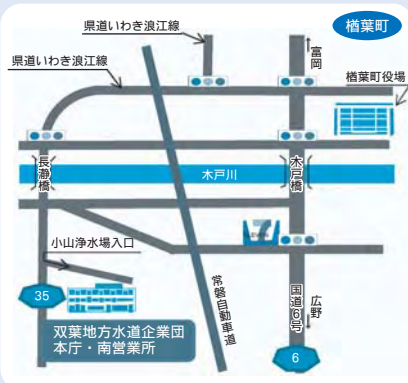 楢葉町
県道いわき浪江線
富岡
県道いわき浪江線
楢葉町役場
長瀞橋
木戸川
木戸橋
小山浄水場入口
35
双葉地方水道企業団
本庁・南営業所
常磐自動車道
国道6号
広野
6